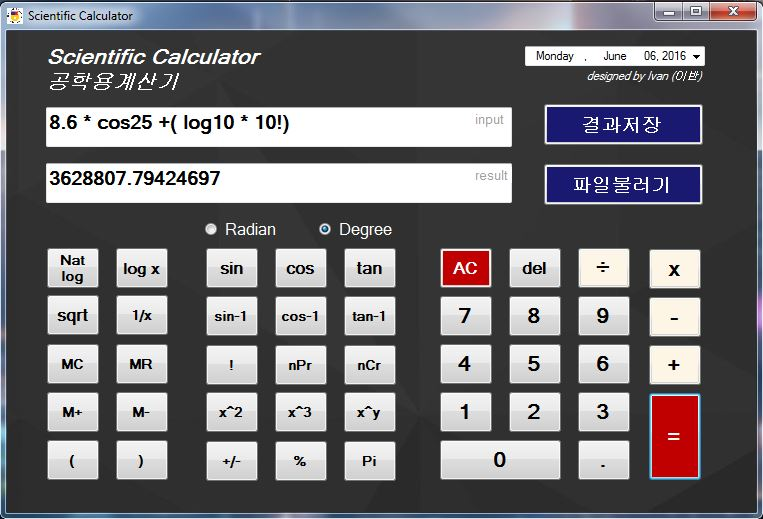 Scientific Calculator
Scientific Calculator
공학용계산기
Monday , June 06, 2016
designed by Ivan (이반)
8.6 * cos25 +( log10 * 10!) input
결과저장
3628807.79424697 result
파일불러기
Radian Degree
Nat log log x sin cos tan AC del ÷ x
sqrt 1/x sin-1 cos-1 tan-1 7 8 9 -
MC MR ! nPr nCr 4 5 6 +
M+ M- x^2 x^3 x^y 1 2 3 =
( ) +/- % Pi 0 .